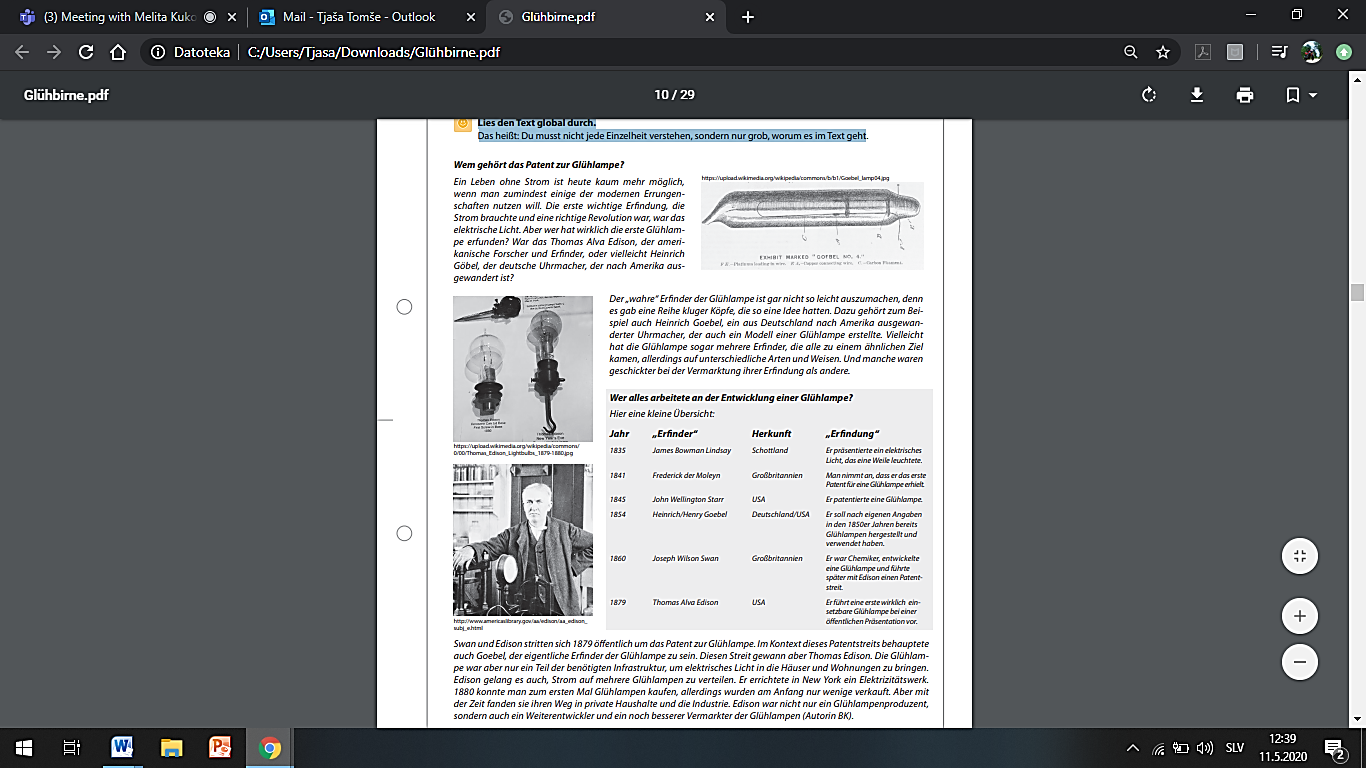 (3) Meeting with Melita Kuko
Mail - Tjaša Tomše - Outlook
Glühbirne.pdf
Datoteka
C:/Users/Tjasa/Downloads/Glühbirne.pdf
Glühbirne.pdf
10 / 29
Lies den Text global durch.
Das heißt: Du musst nicht jede Einzelheit verstehen, sondern nur grob, worum es im Text geht.
Wem gehört das Patent zur Glühlampe?
Ein Leben ohne Strom ist heute kaum mehr möglich,
wenn man zumindest einige der modernen Errungen-
schaften nutzen will. Die erste wichtige Erfindung, die
Strom brauchte und eine richtige Revolution war, war das
elektrische Licht. Aber wer hat wirklich die erste Glühlam-
pe erfunden? War das Thomas Alva Edison, der ameri-
kanische Forscher und Erfinder, oder vielleicht Heinrich
Göbel, der deutsche Uhrmacher, der nach Amerika aus-
gewandert ist?
https://upload.wikimedia.org/wikipedia/commons/b/b1/Goebel_lamp04.jpg
EXHIBIT MARKED "GOEBEL NO. 4."
Der „wahre“ Erfinder der Glühlampe ist gar nicht so leicht auszumachen, denn
es gab eine Reihe kluger Köpfe, die so eine Idee hatten. Dazu gehört zum Bei-
spiel auch Heinrich Goebel, ein aus Deutschland nach Amerika ausgewan-
derter Uhrmacher, der auch ein Modell einer Glühlampe erstellte. Vielleicht
hat die Glühlampe sogar mehrere Erfinder, die alle zu einem ähnlichen Ziel
kamen, allerdings auf unterschiedliche Arten und Weisen. Und manche waren
geschickter bei der Vermarktung ihrer Erfindung als andere.
https://upload.wikimedia.org/wikipedia/commons/
0/00/Thomas_Edison_Lightbulbs_1879-1880.jpg
http://www.americaslibrary.gov/aa/edison/aa_edison_
subj_e.html
Wer alles arbeitete an der Entwicklung einer Glühlampe?
Hier eine kleine Übersicht:
Jahr „Erfinder“ Herkunft „Erfindung“
1835 James Bowman Lindsay Schottland Er präsentierte ein elektrisches
Licht, das eine Weile leuchtete.
1841 Frederick der Moleyn Großbritannien Man nimmt an, dass er das erste
Patent für eine Glühlampe erhielt.
1845 John Wellington Starr USA Er patentierte eine Glühlampe.
1854 Heinrich/Henry Goebel Deutschland/USA Er soll nach eigenen Angaben
in den 1850er Jahren bereits
Glühlampen hergestellt und
verwendet haben.
1860 Joseph Wilson Swan Großbritannien Er war Chemiker, entwickelte
eine Glühlampe und führte
später mit Edison einen Patent-
streit.
1879 Thomas Alva Edison USA Er führt eine erste wirklich ein-
setzbare Glühlampe bei einer
öffentlichen Präsentation vor.
Swan und Edison stritten sich 1879 öffentlich um das Patent zur Glühlampe. Im Kontext dieses Patentstreits behauptete
auch Goebel, der eigentliche Erfinder der Glühlampe zu sein. Diesen Streit gewann aber Thomas Edison. Die Glühlam-
pe war aber nur ein Teil der benötigten Infrastruktur, um elektrisches Licht in die Häuser und Wohnungen zu bringen.
Edison gelang es auch, Strom auf mehrere Glühlampen zu verteilen. Er errichtete in New York ein Elektrizitätswerk.
1880 konnte man zum ersten Mal Glühlampen kaufen, allerdings wurden am Anfang nur wenige verkauft. Aber mit
der Zeit fanden sie ihren Weg in private Haushalte und die Industrie. Edison war nicht nur ein Glühlampenproduzent,
sondern auch ein Weiterentwickler und ein noch besserer Vermarkter der Glühlampen (Autorin BK).
SLV
12:39
11.5.2020
2